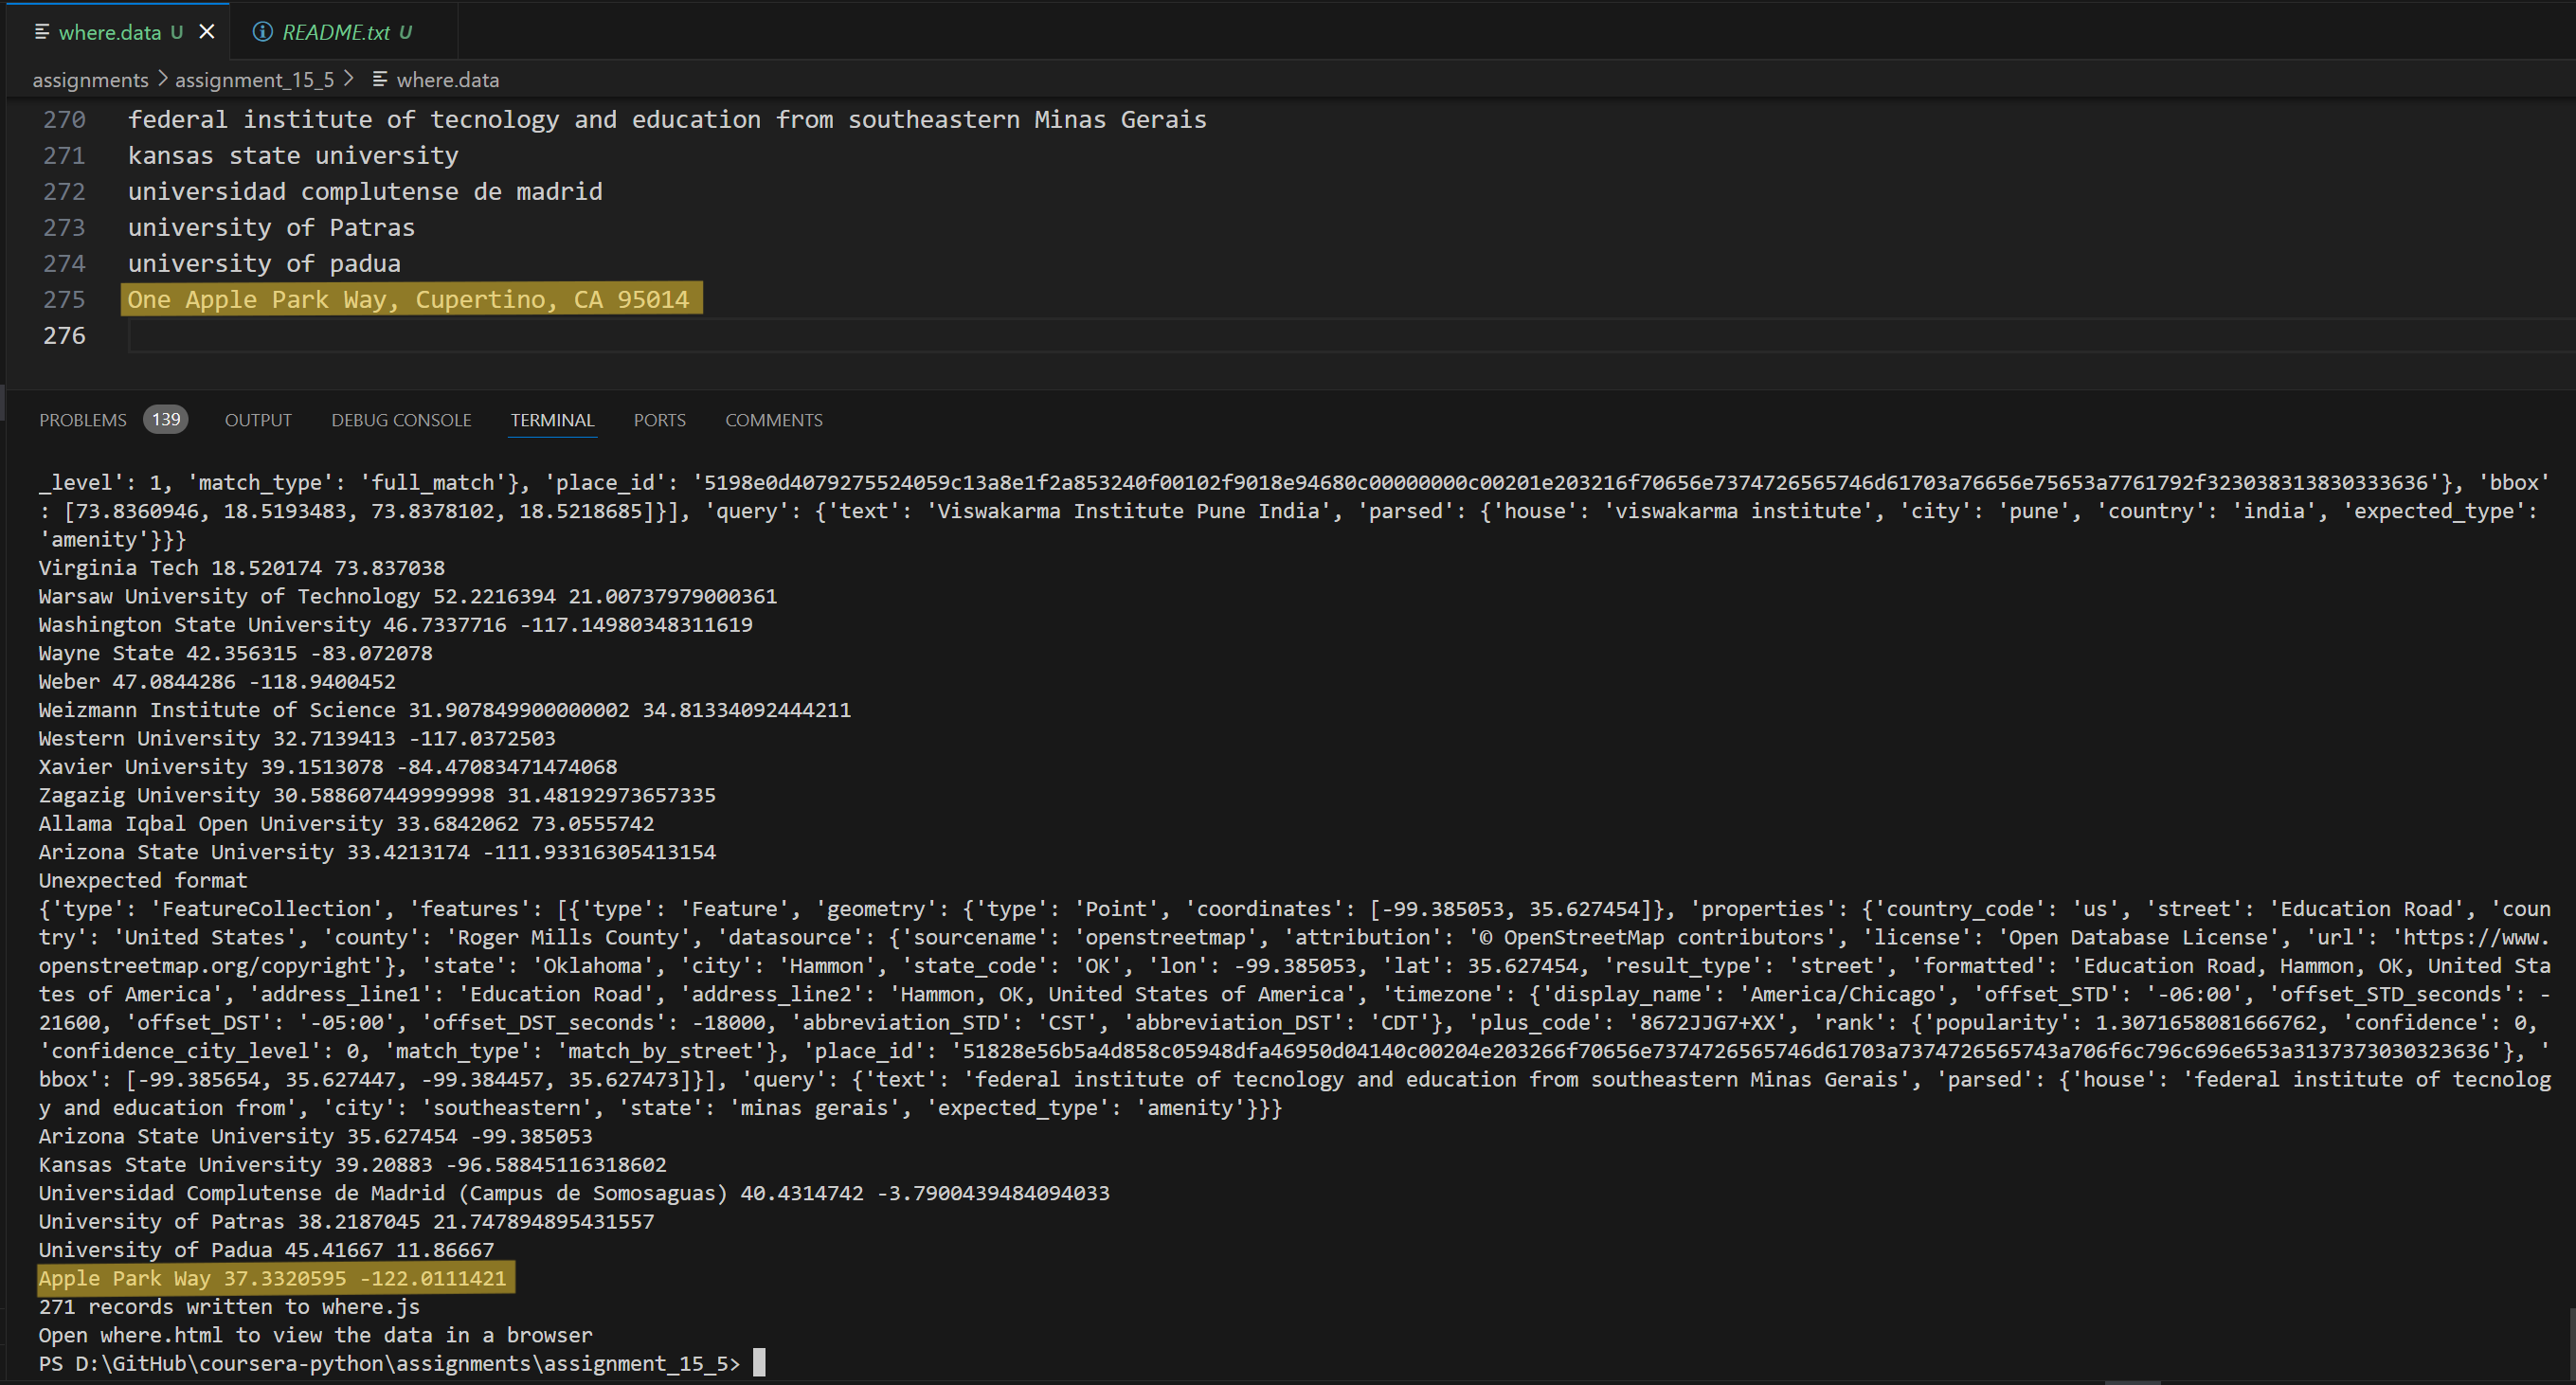 where.data U
README.txt U
assignments > assignment_15_5 > where.data
270 federal institute of tecnology and education from southeastern Minas Gerais
271 kansas state university
272 universidad complutense de madrid
273 university of Patras
274 university of padua
275 One Apple Park Way, Cupertino, CA 95014
276
PROBLEMS 139 OUTPUT DEBUG CONSOLE TERMINAL PORTS COMMENTS
_level': 1, 'match_type': 'full_match'}, 'place_id': '5198e0d4079275524059c13a8e1f2a853240f00102f9018e94680c00000000c00201e203216f70656e7374726565746d61703a76656e75653a7761792f323038313830333636'}, 'bbox'
: [73.8360946, 18.5193483, 73.8378102, 18.5218685]}], 'query': {'text': 'Viswakarma Institute Pune India', 'parsed': {'house': 'viswakarma institute', 'city': 'pune', 'country': 'india', 'expected_type':
'amenity'}}}
Virginia Tech 18.520174 73.837038
Warsaw University of Technology 52.2216394 21.00737979000361
Washington State University 46.7337716 -117.14980348311619
Wayne State 42.356315 -83.072078
Weber 47.0844286 -118.9400452
Weizmann Institute of Science 31.907849900000002 34.81334092444211
Western University 32.7139413 -117.0372503
Xavier University 39.1513078 -84.47083471474068
Zagazig University 30.588607449999998 31.48192973657335
Allama Iqbal Open University 33.6842062 73.0555742
Arizona State University 33.4213174 -111.93316305413154
Unexpected format
{'type': 'FeatureCollection', 'features': [{'type': 'Feature', 'geometry': {'type': 'Point', 'coordinates': [-99.385053, 35.627454]}, 'properties': {'country_code': 'us', 'street': 'Education Road', 'coun
try': 'United States', 'county': 'Roger Mills County', 'datasource': {'sourcename': 'openstreetmap', 'attribution': '© OpenStreetMap contributors', 'license': 'Open Database License', 'url': 'https://www.
openstreetmap.org/copyright'}, 'state': 'Oklahoma', 'city': 'Hammon', 'state_code': 'OK', 'lon': -99.385053, 'lat': 35.627454, 'result_type': 'street', 'formatted': 'Education Road, Hammon, OK, United Sta
tes of America', 'address_line1': 'Education Road', 'address_line2': 'Hammon, OK, United States of America', 'timezone': {'display_name': 'America/Chicago', 'offset_STD': '-06:00', 'offset_STD_seconds': -
21600, 'offset_DST': '-05:00', 'offset_DST_seconds': -18000, 'abbreviation_STD': 'CST', 'abbreviation_DST': 'CDT'}, 'plus_code': '8672JJG7+XX', 'rank': {'popularity': 1.3071658081666762, 'confidence': 0,
'confidence_city_level': 0, 'match_type': 'match_by_street'}, 'place_id': '51828e56b5a4d858c05948dfa46950d04140c00204e203266f70656e7374726565746d61703a7374726565743a706f6c796c696e653a3137373030323636'}, '
bbox': [-99.385654, 35.627447, -99.384457, 35.627473]}], 'query': {'text': 'federal institute of tecnology and education from southeastern Minas Gerais', 'parsed': {'house': 'federal institute of tecnolog
y and education from', 'city': 'southeastern', 'state': 'minas gerais', 'expected_type': 'amenity'}}}
Arizona State University 35.627454 -99.385053
Kansas State University 39.20883 -96.58845116318602
Universidad Complutense de Madrid (Campus de Somosaguas) 40.4314742 -3.7900439484094033
University of Patras 38.2187045 21.747894895431557
University of Padua 45.41667 11.86667
Apple Park Way 37.3320595 -122.0111421
271 records written to where.js
Open where.html to view the data in a browser
PS D:\GitHub\coursera-python\assignments\assignment_15_5>